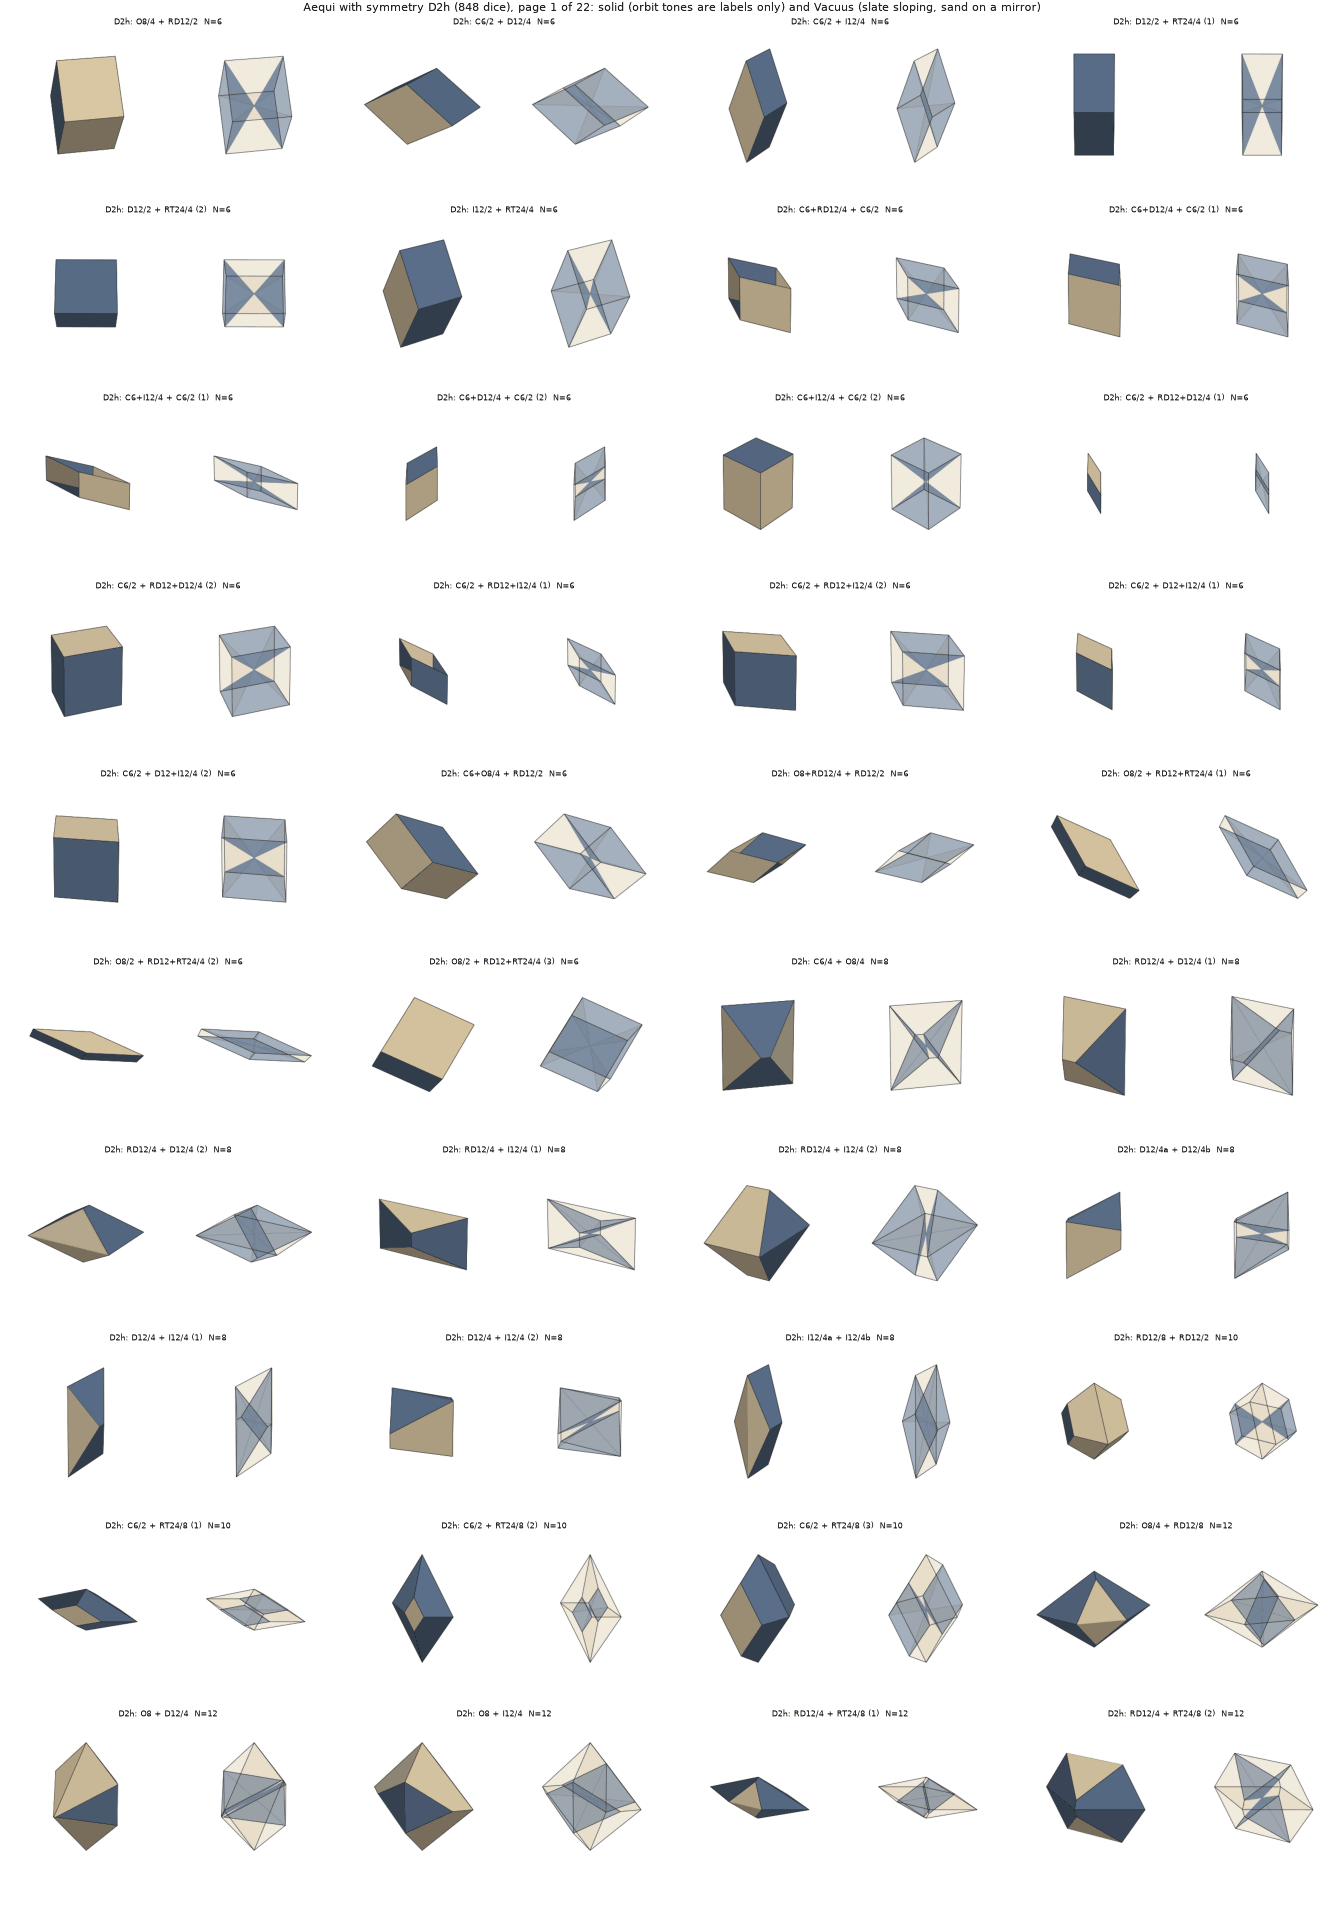 Aequi with symmetry D2h (848 dice), page 1 of 22: solid (orbit tones are labels only) and Vacuus (slate sloping, sand on a mirror)
D2h: O8/4 + RD12/2  N=6
D2h: C6/2 + D12/4  N=6
D2h: C6/2 + I12/4  N=6
D2h: D12/2 + RT24/4 (1)  N=6
D2h: D12/2 + RT24/4 (2)  N=6
D2h: I12/2 + RT24/4  N=6
D2h: C6+RD12/4 + C6/2  N=6
D2h: C6+D12/4 + C6/2 (1)  N=6
D2h: C6+I12/4 + C6/2 (1)  N=6
D2h: C6+D12/4 + C6/2 (2)  N=6
D2h: C6+I12/4 + C6/2 (2)  N=6
D2h: C6/2 + RD12+D12/4 (1)  N=6
D2h: C6/2 + RD12+D12/4 (2)  N=6
D2h: C6/2 + RD12+I12/4 (1)  N=6
D2h: C6/2 + RD12+I12/4 (2)  N=6
D2h: C6/2 + D12+I12/4 (1)  N=6
D2h: C6/2 + D12+I12/4 (2)  N=6
D2h: C6+O8/4 + RD12/2  N=6
D2h: O8+RD12/4 + RD12/2  N=6
D2h: O8/2 + RD12+RT24/4 (1)  N=6
D2h: O8/2 + RD12+RT24/4 (2)  N=6
D2h: O8/2 + RD12+RT24/4 (3)  N=6
D2h: C6/4 + O8/4  N=8
D2h: RD12/4 + D12/4 (1)  N=8
D2h: RD12/4 + D12/4 (2)  N=8
D2h: RD12/4 + I12/4 (1)  N=8
D2h: RD12/4 + I12/4 (2)  N=8
D2h: D12/4a + D12/4b  N=8
D2h: D12/4 + I12/4 (1)  N=8
D2h: D12/4 + I12/4 (2)  N=8
D2h: I12/4a + I12/4b  N=8
D2h: RD12/8 + RD12/2  N=10
D2h: C6/2 + RT24/8 (1)  N=10
D2h: C6/2 + RT24/8 (2)  N=10
D2h: C6/2 + RT24/8 (3)  N=10
D2h: O8/4 + RD12/8  N=12
D2h: O8 + D12/4  N=12
D2h: O8 + I12/4  N=12
D2h: RD12/4 + RT24/8 (1)  N=12
D2h: RD12/4 + RT24/8 (2)  N=12